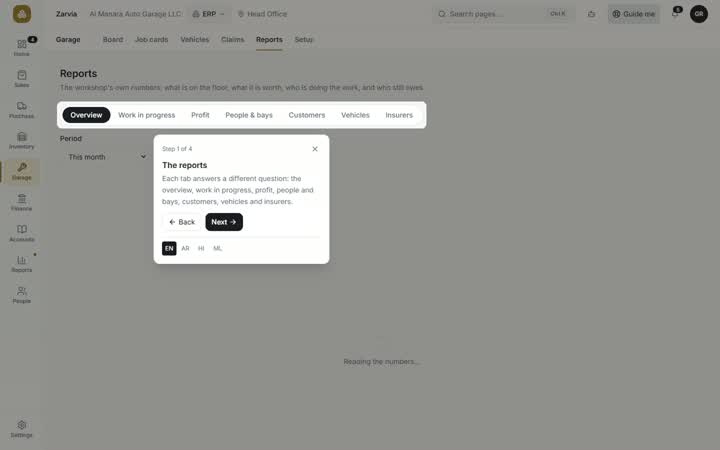 Zarvia
Al Manara Auto Garage LLC
ERP
Head Office
Search pages...
Ctrl K
Guide me
6
GR
4
Home
Sales
Purchase
Inventory
Garage
Finance
Accounts
Reports
People
Settings
Garage
Board
Job cards
Vehicles
Claims
Reports
Setup
Reports
The workshop's own numbers: what is on the floor, what it is worth, who is doing the work, and who still owes.
Overview
Work in progress
Profit
People & bays
Customers
Vehicles
Insurers
Period
This month
Step 1 of 4
The reports
Each tab answers a different question: the
overview, work in progress, profit, people and
bays, customers, vehicles and insurers.
← Back
Next →
EN
AR
HI
ML
Reading the numbers...